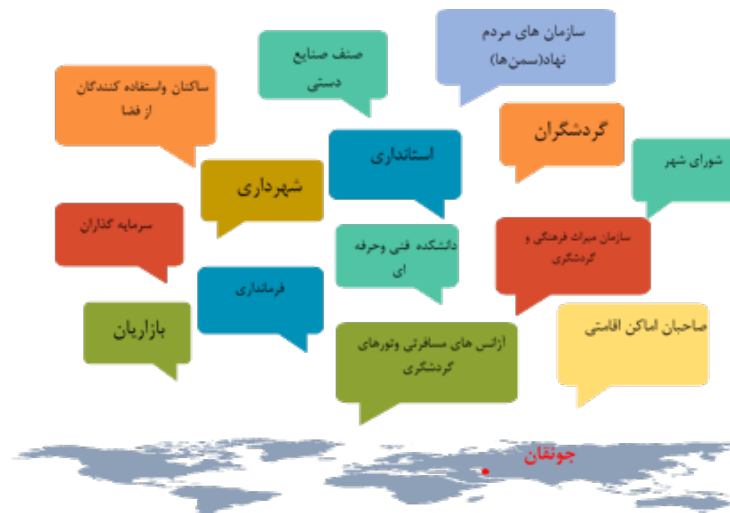 سازمان های مردم
نهاد(سمن‌ها)
صنف صنایع
دستی
ساکنان واستفاده کنندگان
از فضا
گردشگران
استانداری
شورای شهر
شهرداری
سرمایه گذاران
سازمان میراث فرهنگی و
گردشگری
دانشکده فنی وحرفه
ای
فرمانداری
بازاریان
صاحبان اماکن اقامتی
آژانس های مسافرتی وتورهای
گردشگری
جونقان